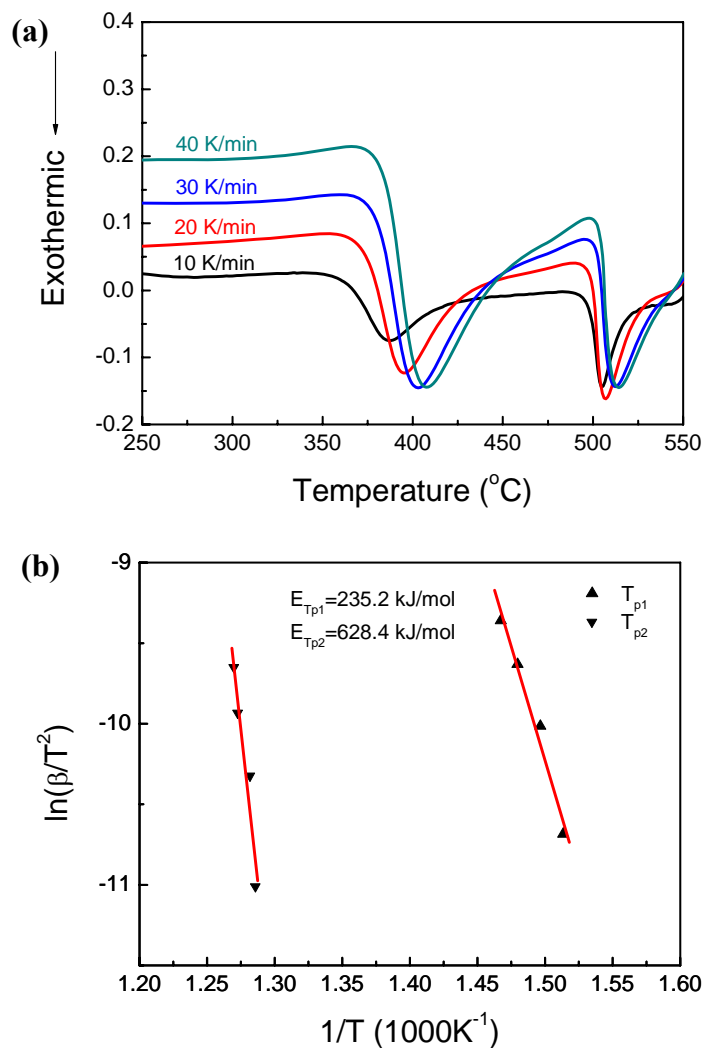 (a)
0.4
0.3
0.2
0.1
0.0
-0.1
-0.2
Exothermic
40 K/min
30 K/min
20 K/min
10 K/min
250 300 350 400 450 500 550
Temperature (°C)
(b)
-9
-10
-11
ln(β/T²)
E_Tp1=235.2 kJ/mol
E_Tp2=628.4 kJ/mol
T_p1
T_p2
1.20 1.25 1.30 1.35 1.40 1.45 1.50 1.55 1.60
1/T (1000K⁻¹)